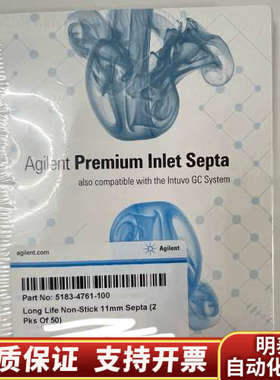 Agilent Premium Inlet Septa
also compatible with the Intuvo GC System
agilent.com
Agilent
Part No: 5183-4761-100
Long Life Non-Stick 11mm Septa (2
Pks Of 50)
质保证 支持开票
自动化